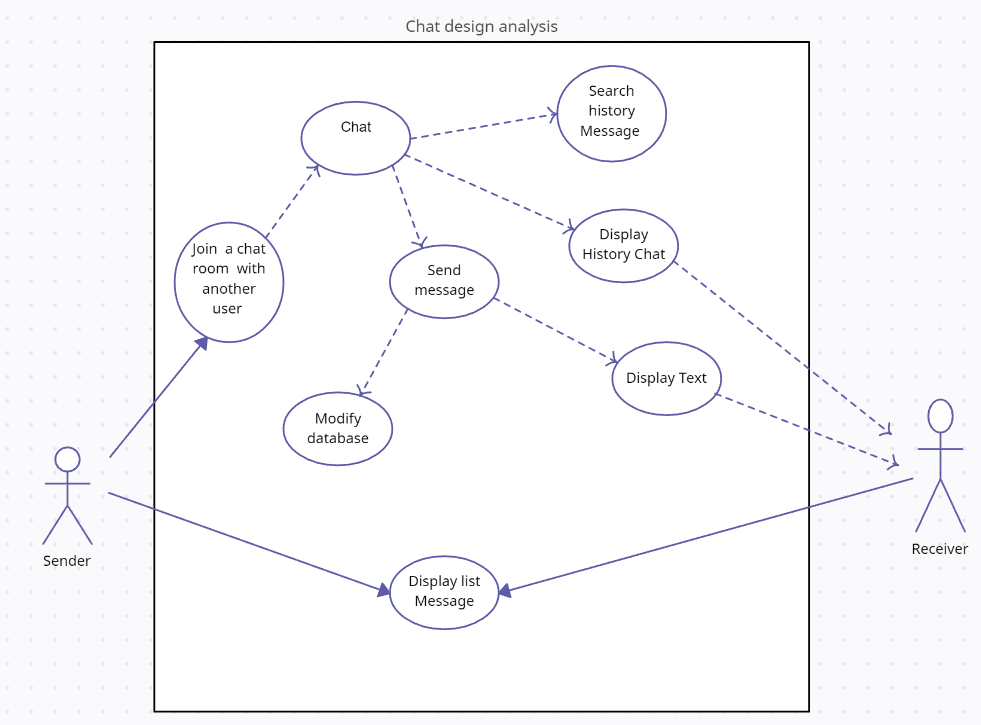 Chat design analysis
Search
history
Message
Chat
Display
History Chat
Join  a chat
room  with
another
user
Send
message
Display Text
Modify
database
Sender
Receiver
Display list
Message